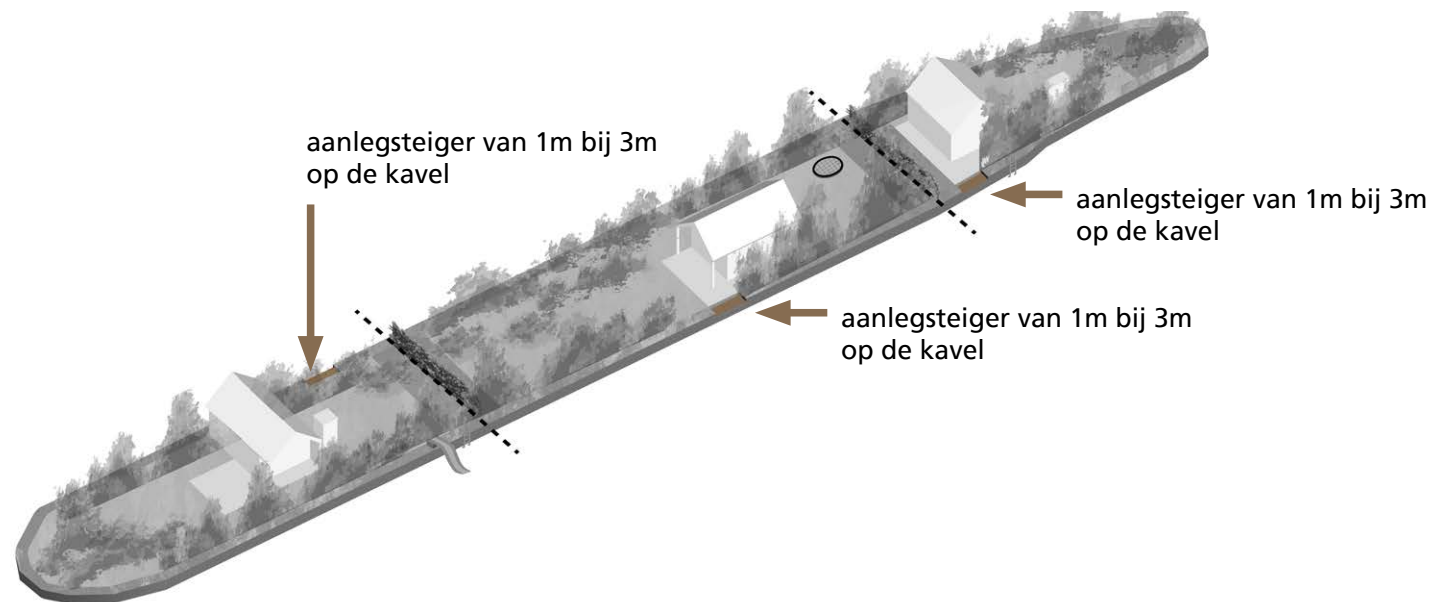 aanlegsteiger van 1m bij 3m
op de kavel
aanlegsteiger van 1m bij 3m
op de kavel
aanlegsteiger van 1m bij 3m
op de kavel